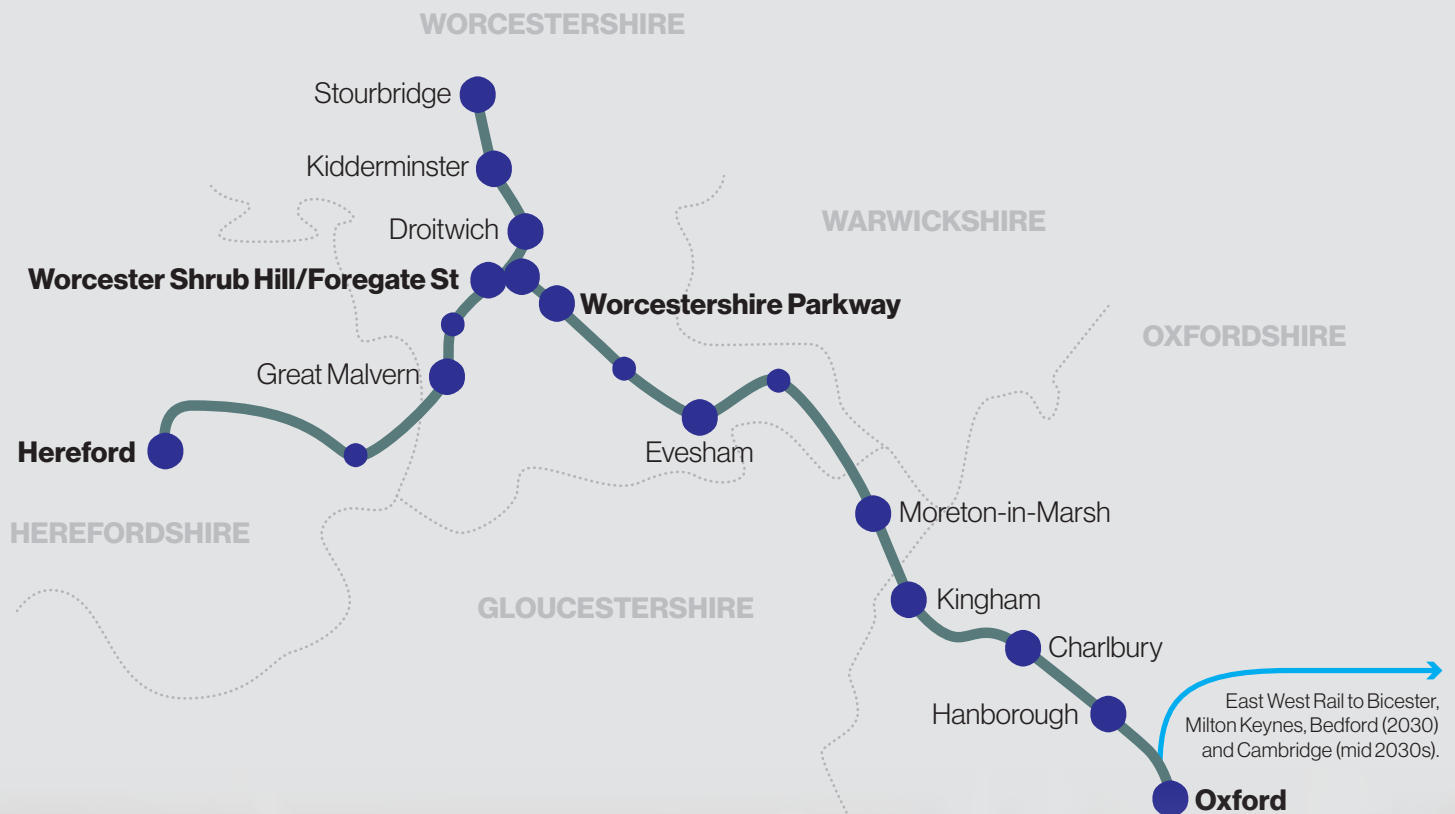 WORCESTERSHIRE
Stourbridge
Kidderminster
WARWICKSHIRE
Droitwich
Worcester Shrub Hill/Foregate St
Worcestershire Parkway
OXFORDSHIRE
Great Malvern
Hereford
Evesham
Moreton-in-Marsh
HEREFORDSHIRE
Kingham
GLOUCESTERSHIRE
Charlbury
East West Rail to Bicester,
Milton Keynes, Bedford (2030)
and Cambridge (mid 2030s).
Hanborough
Oxford